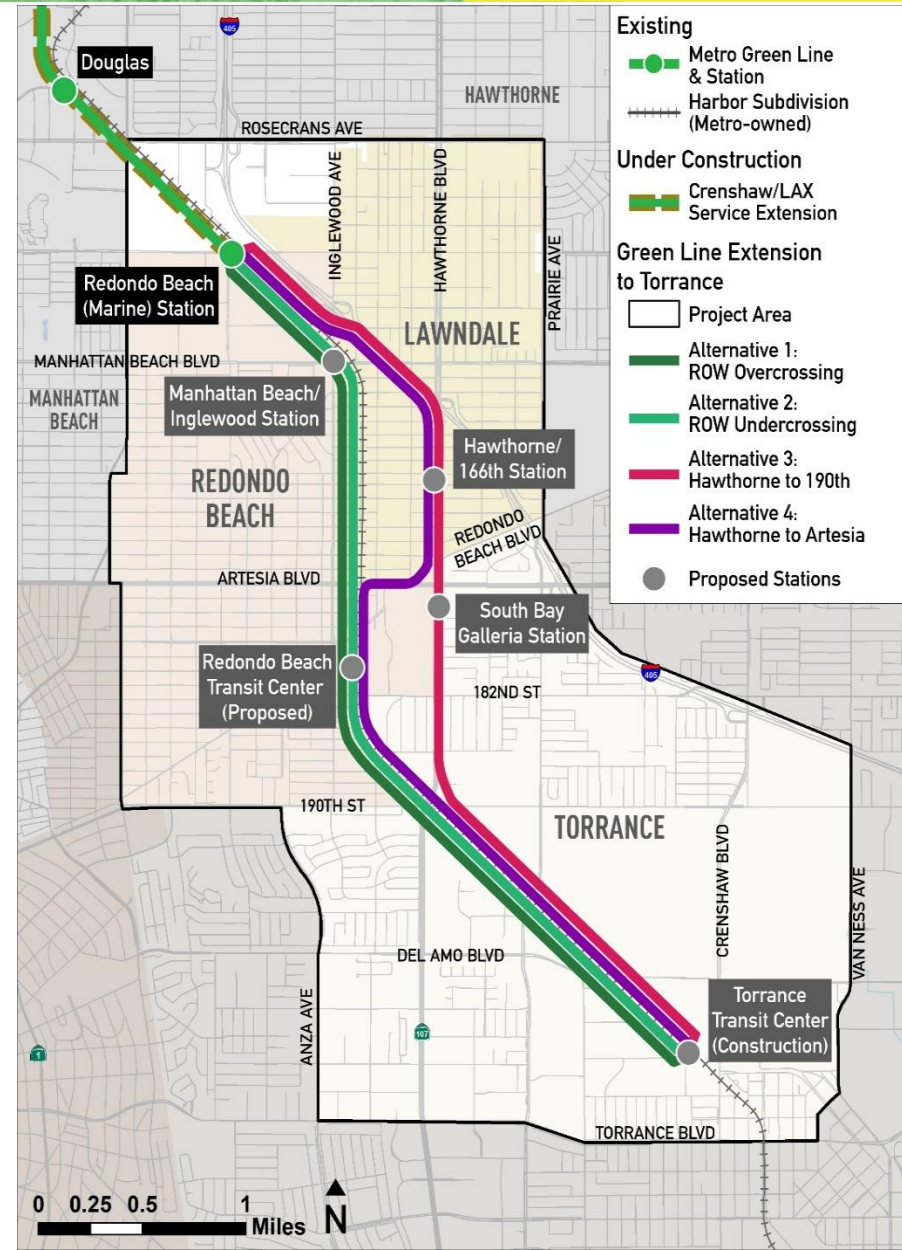 405
Douglas
HAWTHORNE
ROSECRANS AVE
INGLEWOOD AVE
HAWTHORNE BLVD
PRAIRIE AVE
Redondo Beach
(Marine) Station
LAWNDALE
MANHATTAN BEACH BLVD
MANHATTAN
BEACH
Manhattan Beach/
Inglewood Station
Hawthorne/
166th Station
REDONDO
BEACH
REDONDO
BEACH BLVD
ARTESIA BLVD
South Bay
Galleria Station
Redondo Beach
Transit Center
(Proposed)
182ND ST
405
190TH ST
TORRANCE
CRENSHAW BLVD
VAN NESS AVE
DEL AMO BLVD
ANZA AVE
107
1
Torrance
Transit Center
(Construction)
TORRANCE BLVD
0 0.25 0.5 1
Miles
N
Existing
Metro Green Line
& Station
Harbor Subdivision
(Metro-owned)
Under Construction
Crenshaw/LAX
Service Extension
Green Line Extension
to Torrance
Project Area
Alternative 1:
ROW Overcrossing
Alternative 2:
ROW Undercrossing
Alternative 3:
Hawthorne to 190th
Alternative 4:
Hawthorne to Artesia
Proposed Stations